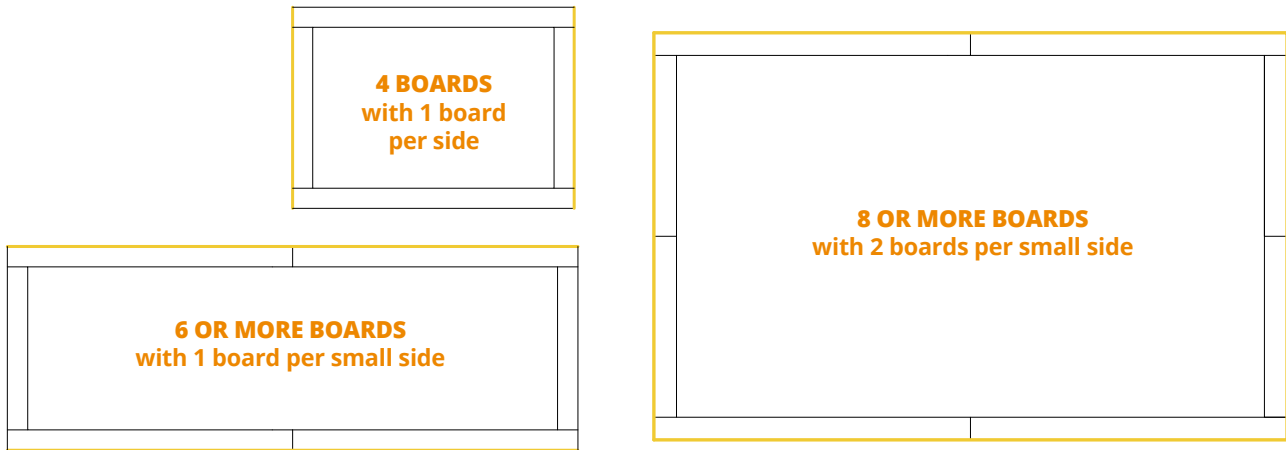 4 BOARDS
with 1 board
per side
6 OR MORE BOARDS
with 1 board per small side
8 OR MORE BOARDS
with 2 boards per small side